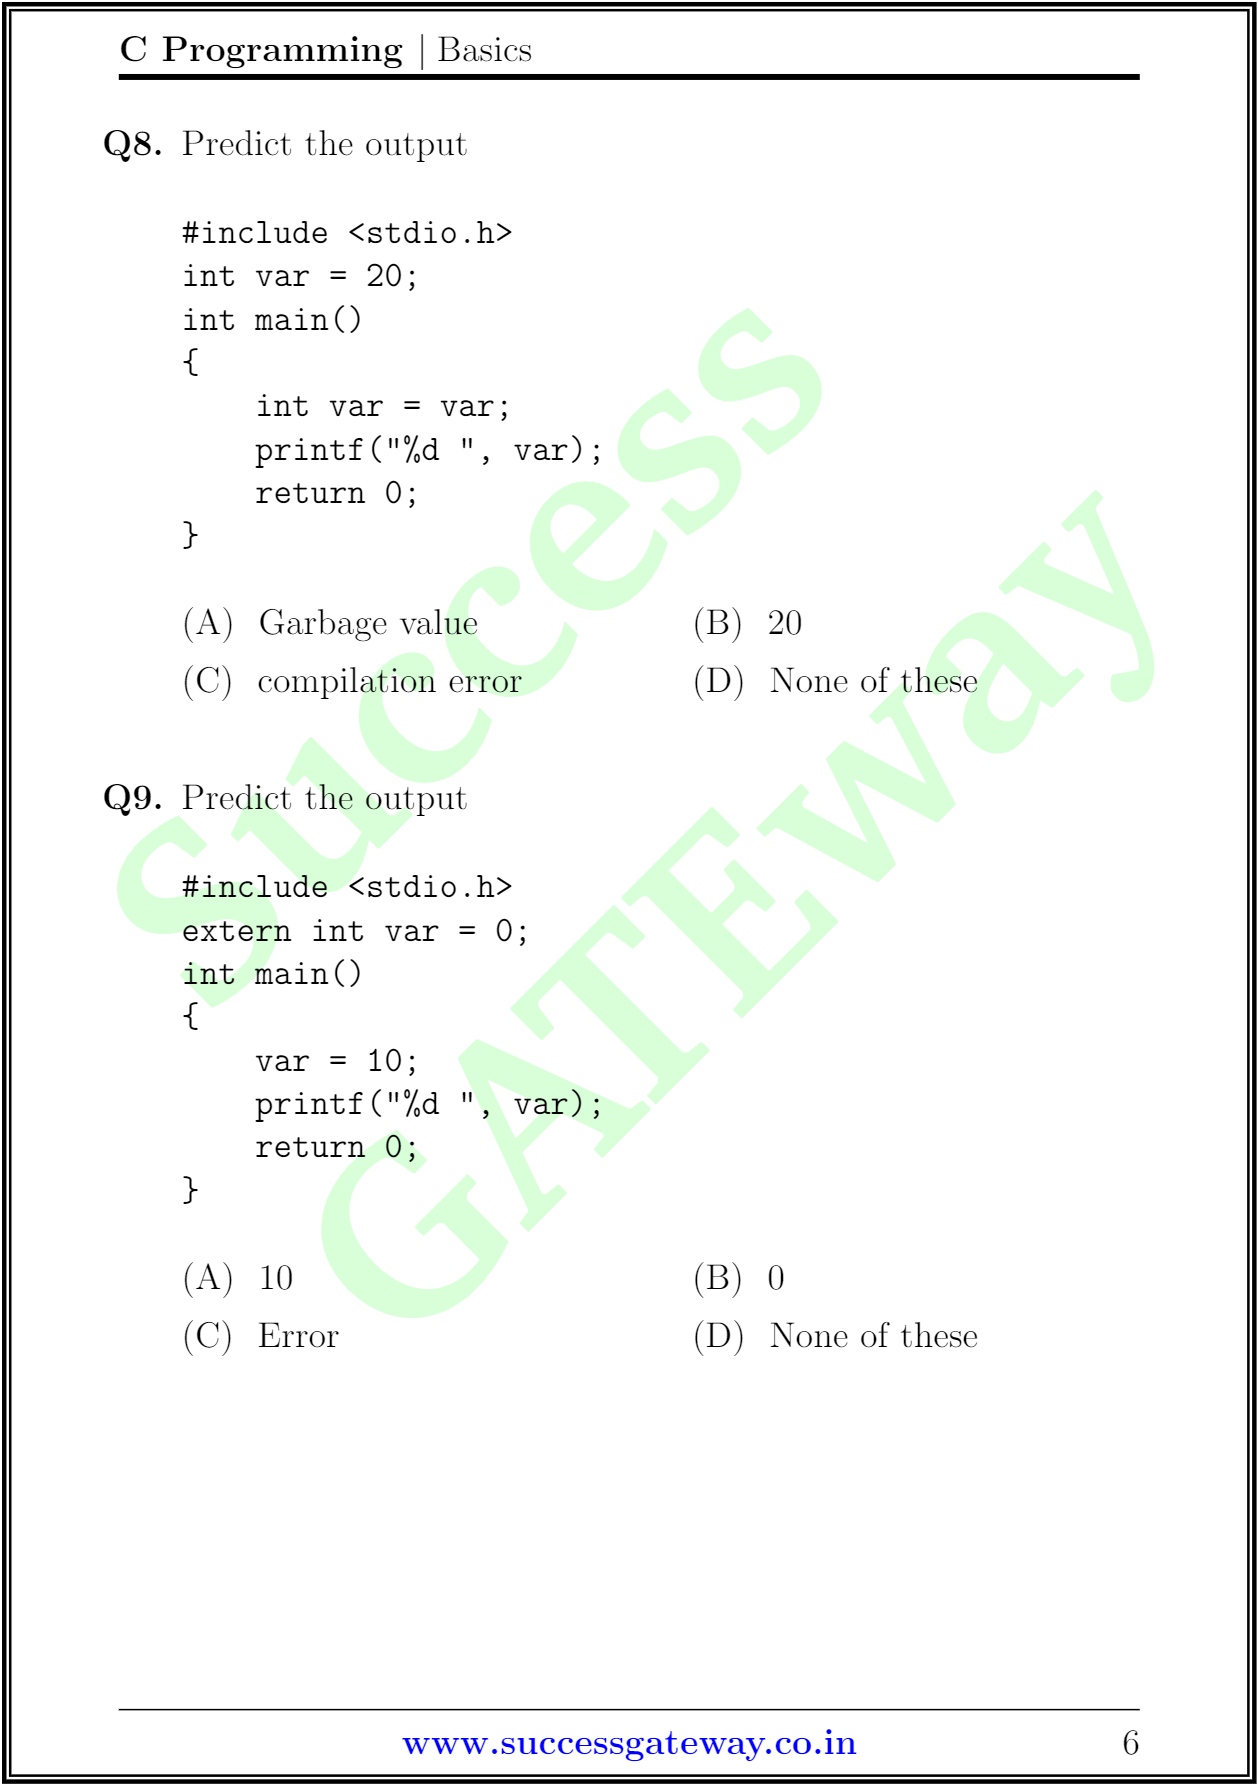 C Programming | Basics
Q8. Predict the output
#include <stdio.h>
int var = 20;
int main()
{
    int var = var;
    printf("%d ", var);
    return 0;
}
(A) Garbage value (B) 20
(C) compilation error (D) None of these
Q9. Predict the output
#include <stdio.h>
extern int var = 0;
int main()
{
    var = 10;
    printf("%d ", var);
    return 0;
}
(A) 10 (B) 0
(C) Error (D) None of these
Success
GATEway
www.successgateway.co.in 6